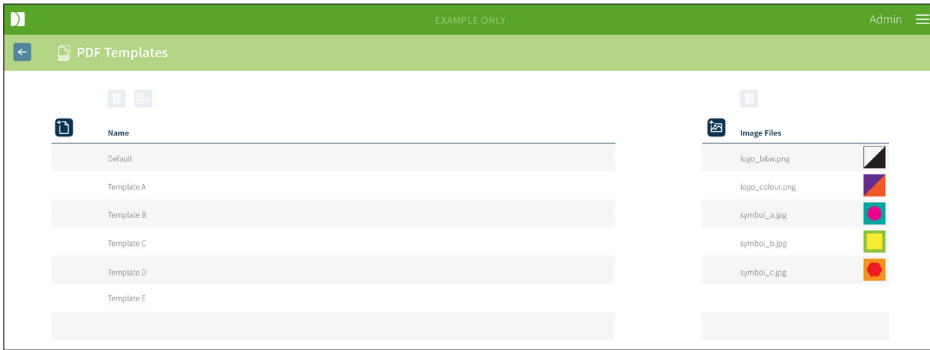 EXAMPLE ONLY
Admin
PDF Templates
Name
Default
Template A
Template B
Template C
Template D
Template E
Image Files
logo_b&w.png
logo_colour.png
symbol_a.jpg
symbol_b.jpg
symbol_c.jpg